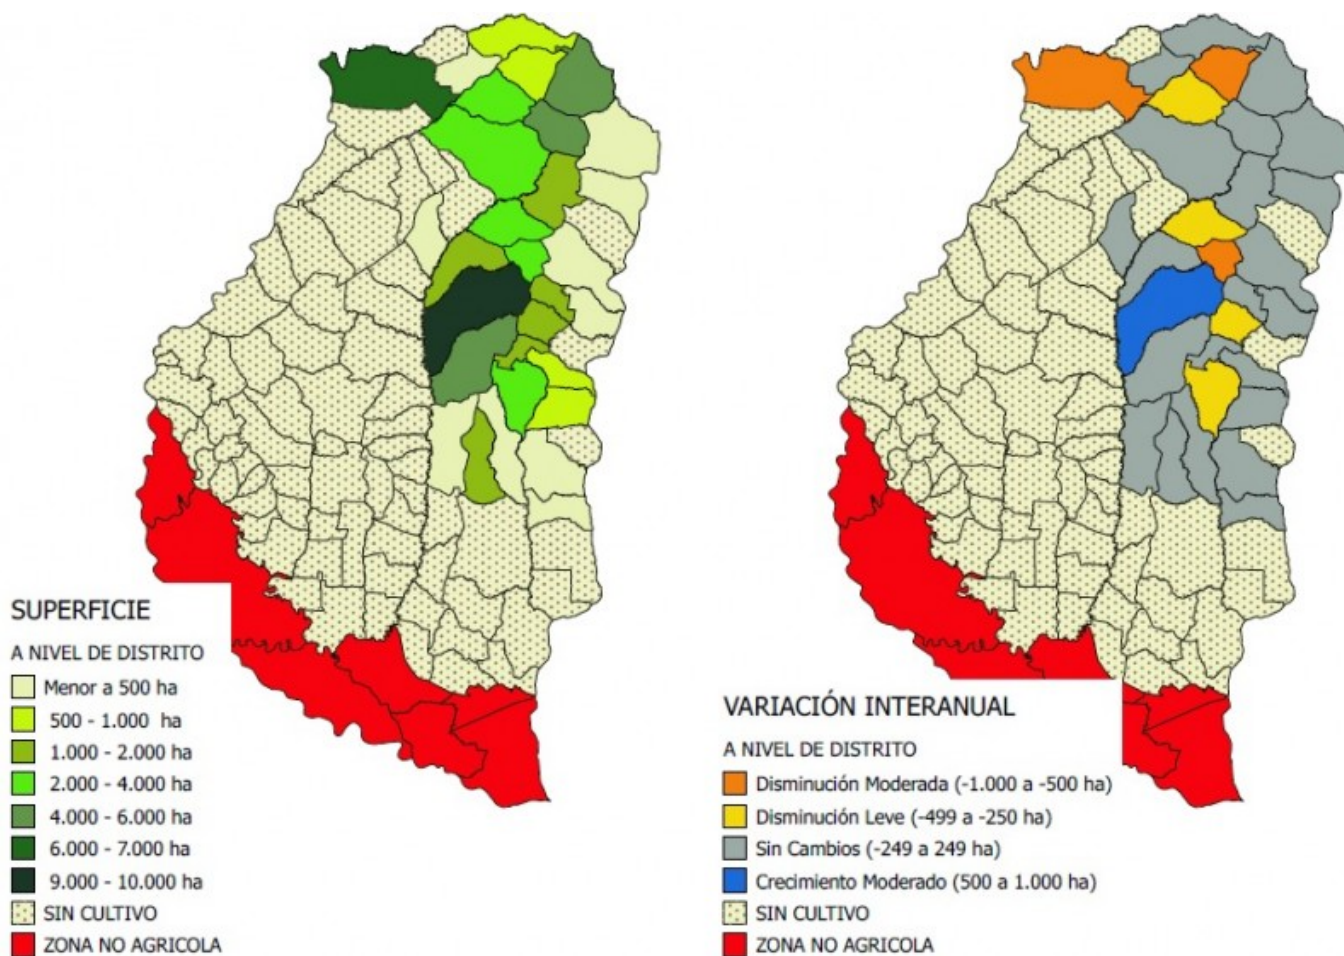 SUPERFICIE
A NIVEL DE DISTRITO
Menor a 500 ha
500 - 1.000 ha
1.000 - 2.000 ha
2.000 - 4.000 ha
4.000 - 6.000 ha
6.000 - 7.000 ha
9.000 - 10.000 ha
SIN CULTIVO
ZONA NO AGRICOLA
VARIACIÓN INTERANUAL
A NIVEL DE DISTRITO
Disminución Moderada (-1.000 a -500 ha)
Disminución Leve (-499 a -250 ha)
Sin Cambios (-249 a 249 ha)
Crecimiento Moderado (500 a 1.000 ha)
SIN CULTIVO
ZONA NO AGRICOLA